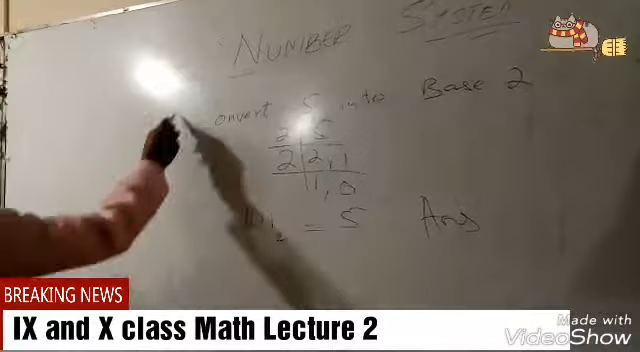 NUMBER SYSTEM
onvert 5 into Base 2
2 5
2 2, 1
1, 0
2 = 5 Ans
BREAKING NEWS
IX and X class Math Lecture 2
Made with
VideoShow